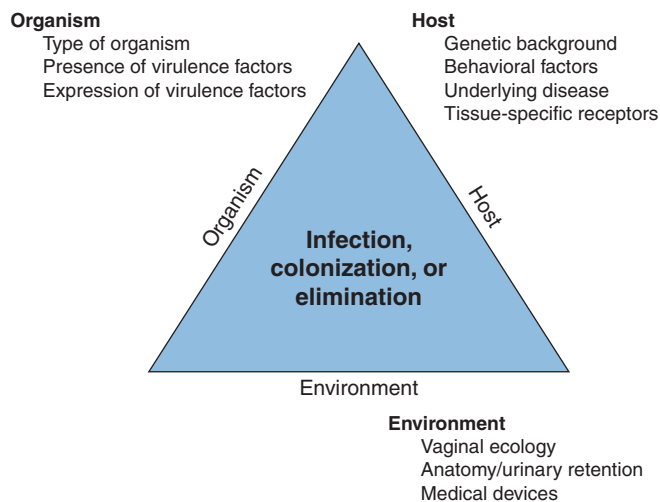 Organism
Type of organism
Presence of virulence factors
Expression of virulence factors
Host
Genetic background
Behavioral factors
Underlying disease
Tissue-specific receptors
Organism
Host
Infection,
colonization, or
elimination
Environment
Environment
Vaginal ecology
Anatomy/urinary retention
Medical devices